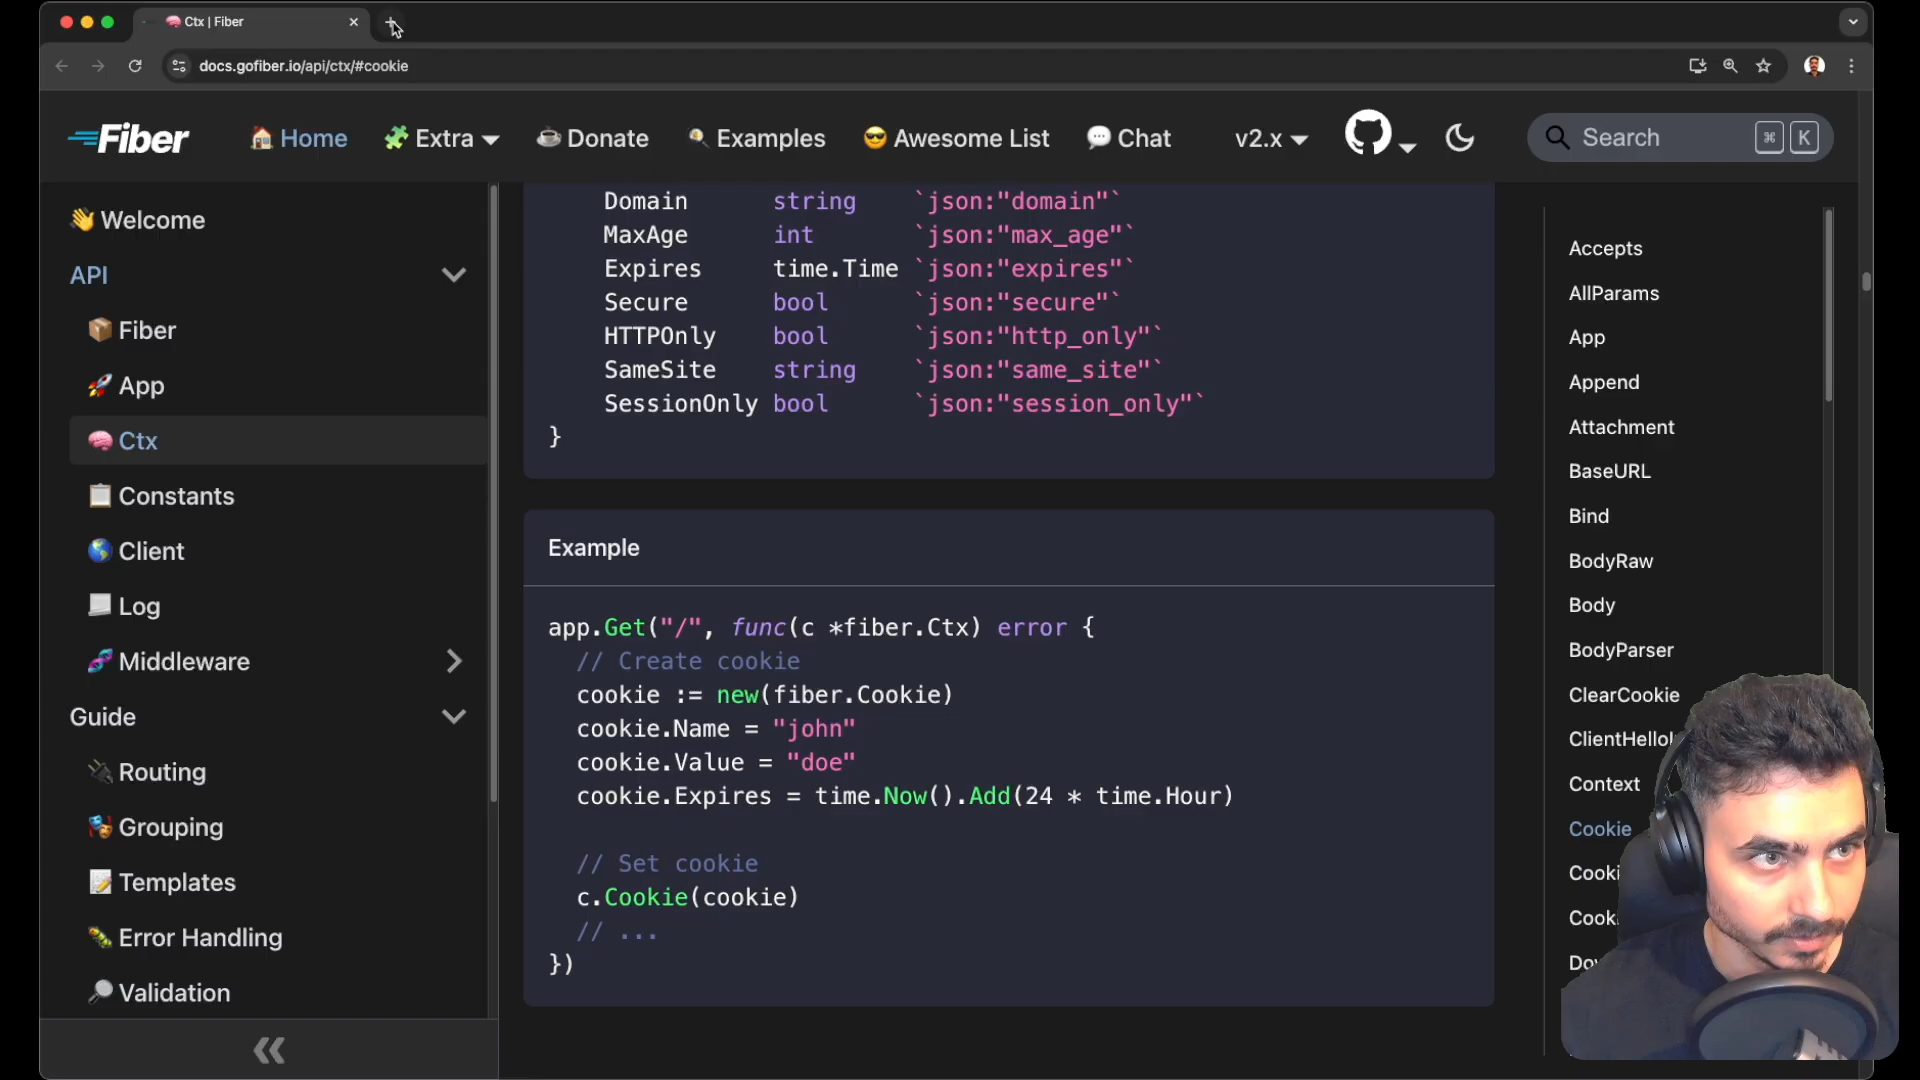 Ctx | Fiber
docs.gofiber.io/api/ctx/#cookie
Fiber
Home
Extra
Donate
Examples
Awesome List
Chat
v2.x
Search
⌘ K
Welcome
API
Fiber
App
Ctx
Constants
Client
Log
Middleware
Guide
Routing
Grouping
Templates
Error Handling
Validation
Domain string `json:"domain"`
MaxAge int `json:"max_age"`
Expires time.Time `json:"expires"`
Secure bool `json:"secure"`
HTTPOnly bool `json:"http_only"`
SameSite string `json:"same_site"`
SessionOnly bool `json:"session_only"`
}
Example
app.Get("/", func(c *fiber.Ctx) error {
// Create cookie
cookie := new(fiber.Cookie)
cookie.Name = "john"
cookie.Value = "doe"
cookie.Expires = time.Now().Add(24 * time.Hour)
// Set cookie
c.Cookie(cookie)
// ...
})
Accepts
AllParams
App
Append
Attachment
BaseURL
Bind
BodyRaw
Body
BodyParser
ClearCookie
Context
Cookie